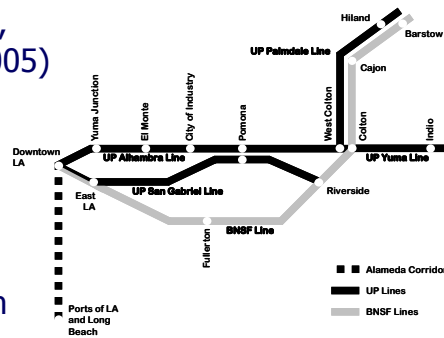 ,
005)
Hiland
Barstow
UP Palmdale Line
Cajon
Yuma Junction
El Monte
City of Industry
Pomona
West Colton
Colton
Indio
Downtown
LA
UP Alhambra Line
UP Yuma Line
East
LA
UP San Gabriel Line
Riverside
Fullerton
BNSF Line
n
Ports of LA
and Long
Beach
Alameda Corridor
UP Lines
BNSF Lines